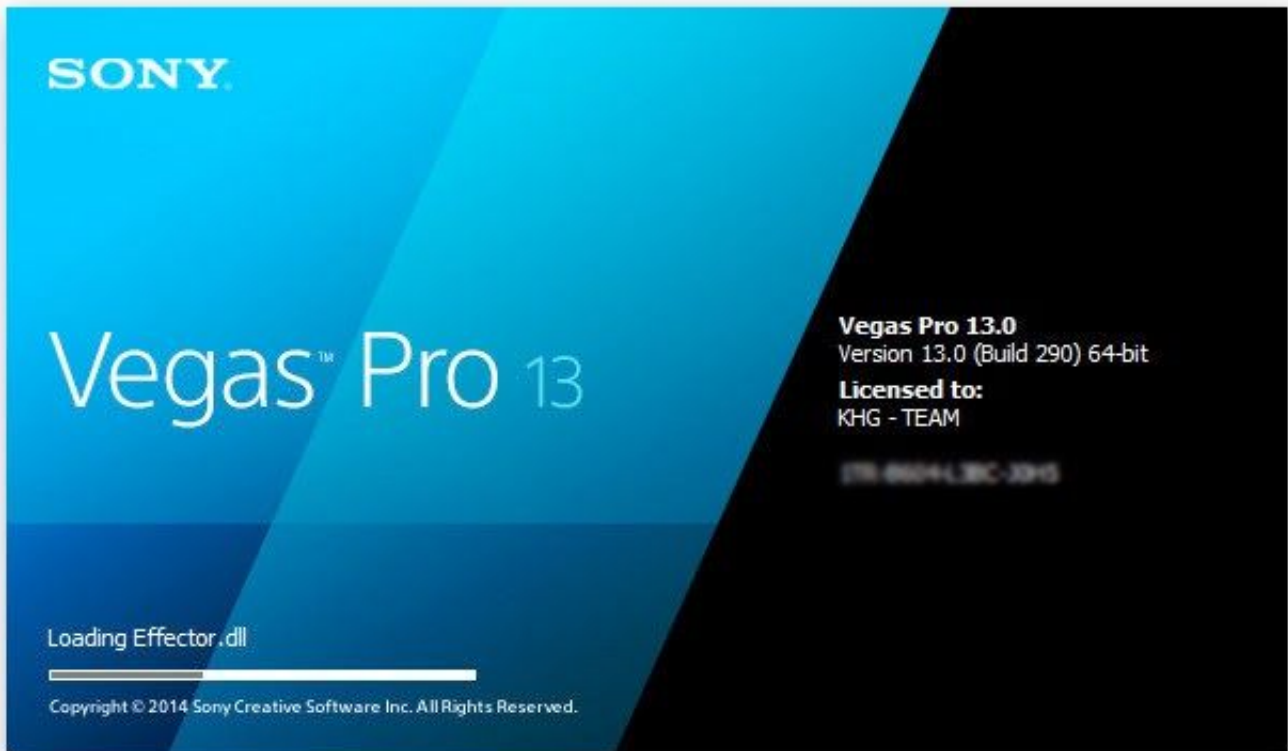 SONY
Vegas™ Pro 13
Vegas Pro 13.0
Version 13.0 (Build 290) 64-bit
Licensed to:
KHG - TEAM
Loading Effector.dll
Copyright © 2014 Sony Creative Software Inc. All Rights Reserved.